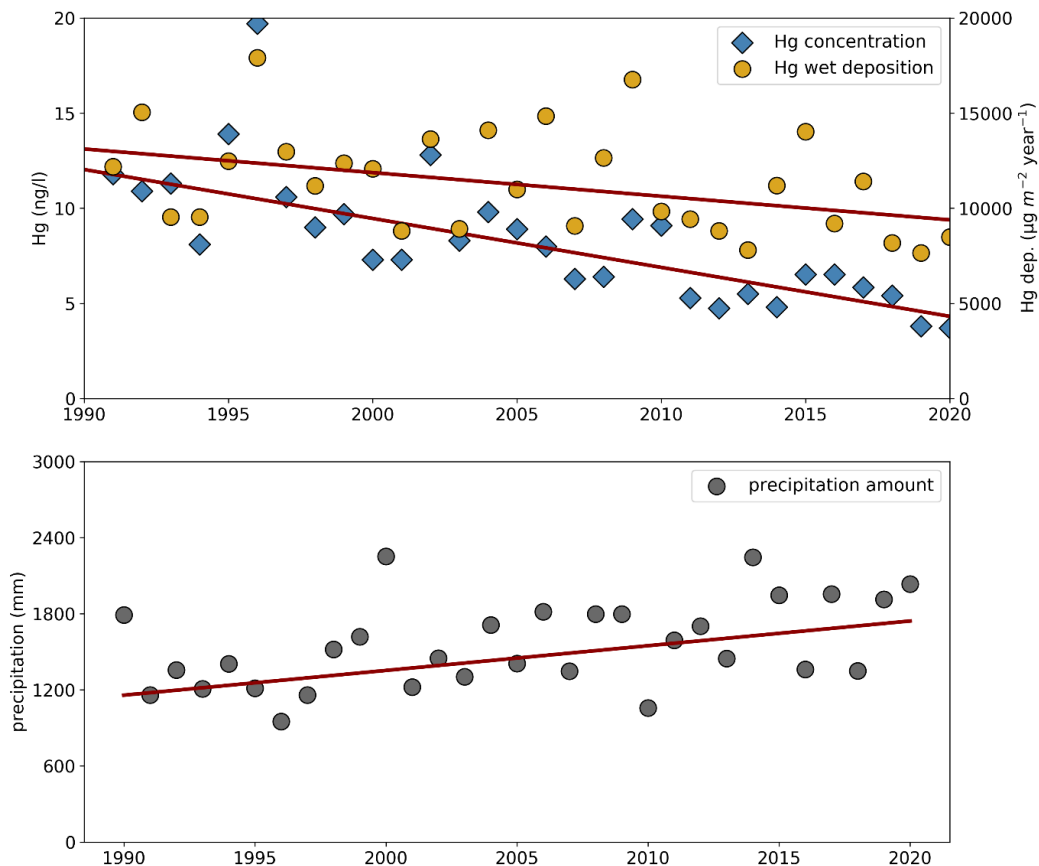 20
15
10
5
0
Hg (ng/l)
Hg concentration
Hg wet deposition
20000
15000
10000
5000
0
Hg dep. (µg m⁻² year⁻¹)
1990 1995 2000 2005 2010 2015 2020
3000
2400
1800
1200
600
0
precipitation (mm)
precipitation amount
1990 1995 2000 2005 2010 2015 2020